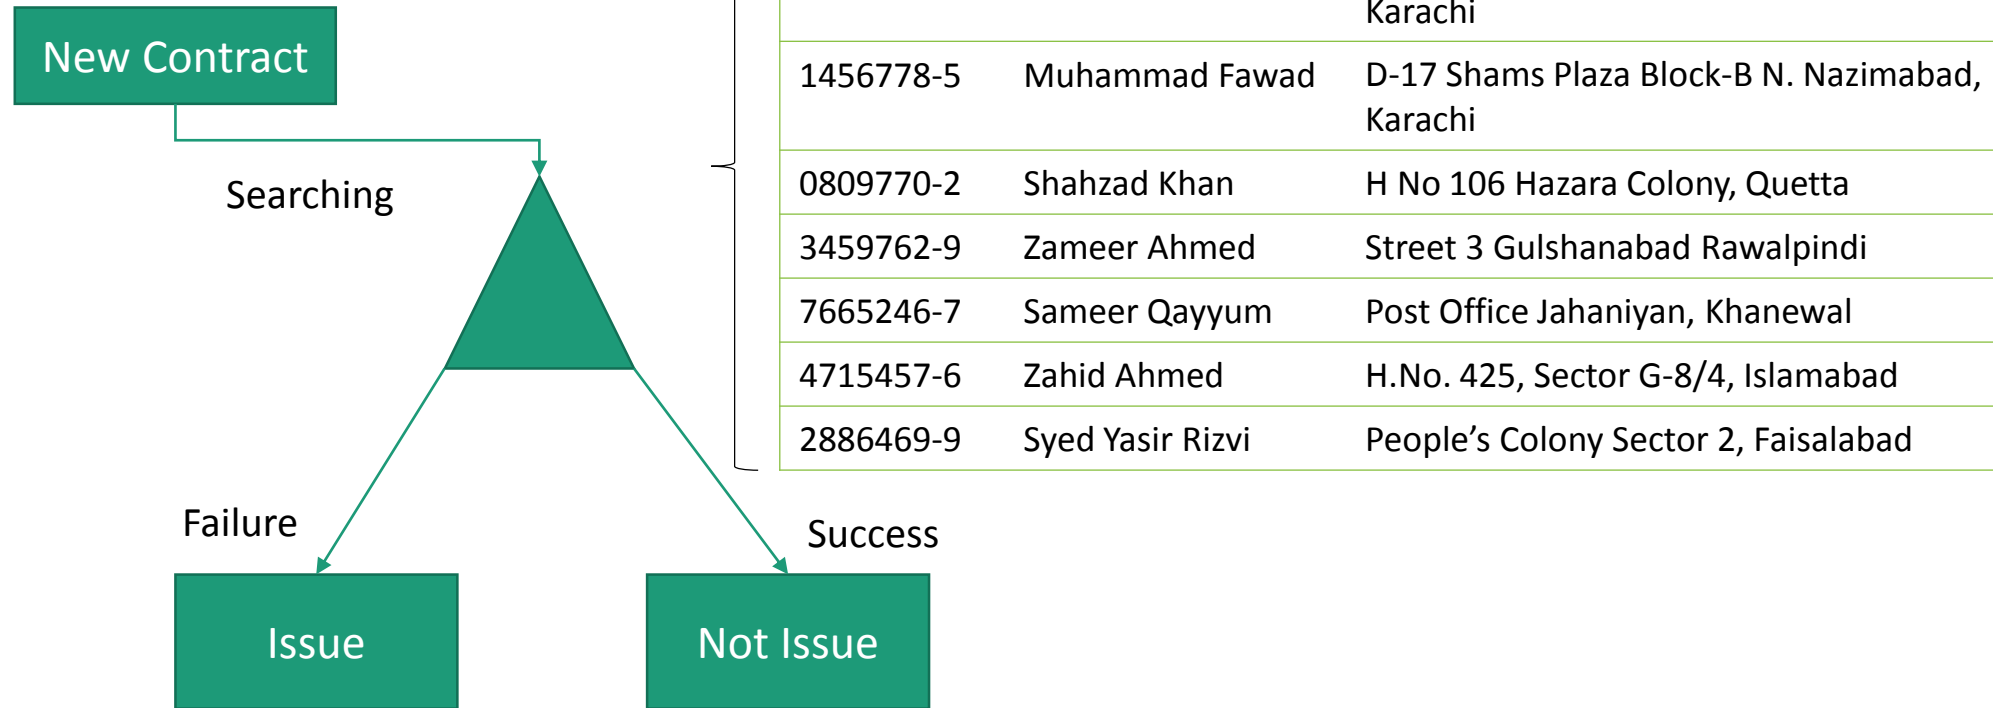 New Contract
Searching
Failure
Success
Issue
Not Issue
Karachi
1456778-5 Muhammad Fawad D-17 Shams Plaza Block-B N. Nazimabad,
Karachi
0809770-2 Shahzad Khan H No 106 Hazara Colony, Quetta
3459762-9 Zameer Ahmed Street 3 Gulshanabad Rawalpindi
7665246-7 Sameer Qayyum Post Office Jahaniyan, Khanewal
4715457-6 Zahid Ahmed H.No. 425, Sector G-8/4, Islamabad
2886469-9 Syed Yasir Rizvi People’s Colony Sector 2, Faisalabad